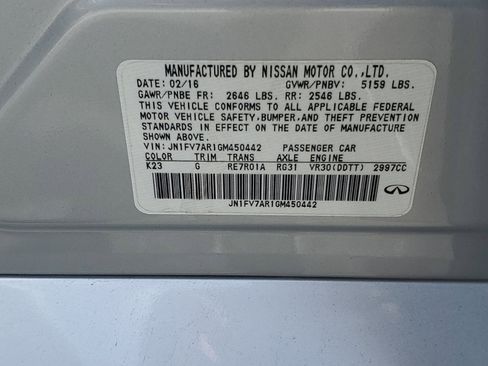 MANUFACTURED BY NISSAN MOTOR CO.,LTD.
DATE: 02/16 GVWR/PNBV: 5159 LBS.
GAWR/PNBE FR: 2646 LBS. RR: 2546 LBS.
THIS VEHICLE CONFORMS TO ALL APPLICABLE FEDERAL
MOTOR VEHICLE SAFETY,BUMPER,AND THEFT PREVENTION
STANDARDS IN EFFECT ON THE DATE OF MANUFACTURE
SHOWN ABOVE.
VIN: JN1FV7AR1GM450442 PASSENGER CAR
COLOR TRIM TRANS AXLE ENGINE
K23 G RE7R01A RG31 VR30(DDTT) 2997CC
JN1FV7AR1GM450442